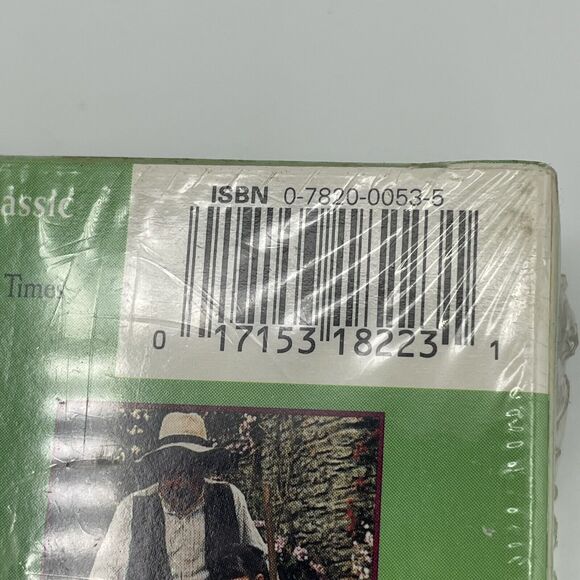 ISBN 0-7820-0053-5
assic
Times
0 17153 18223 1